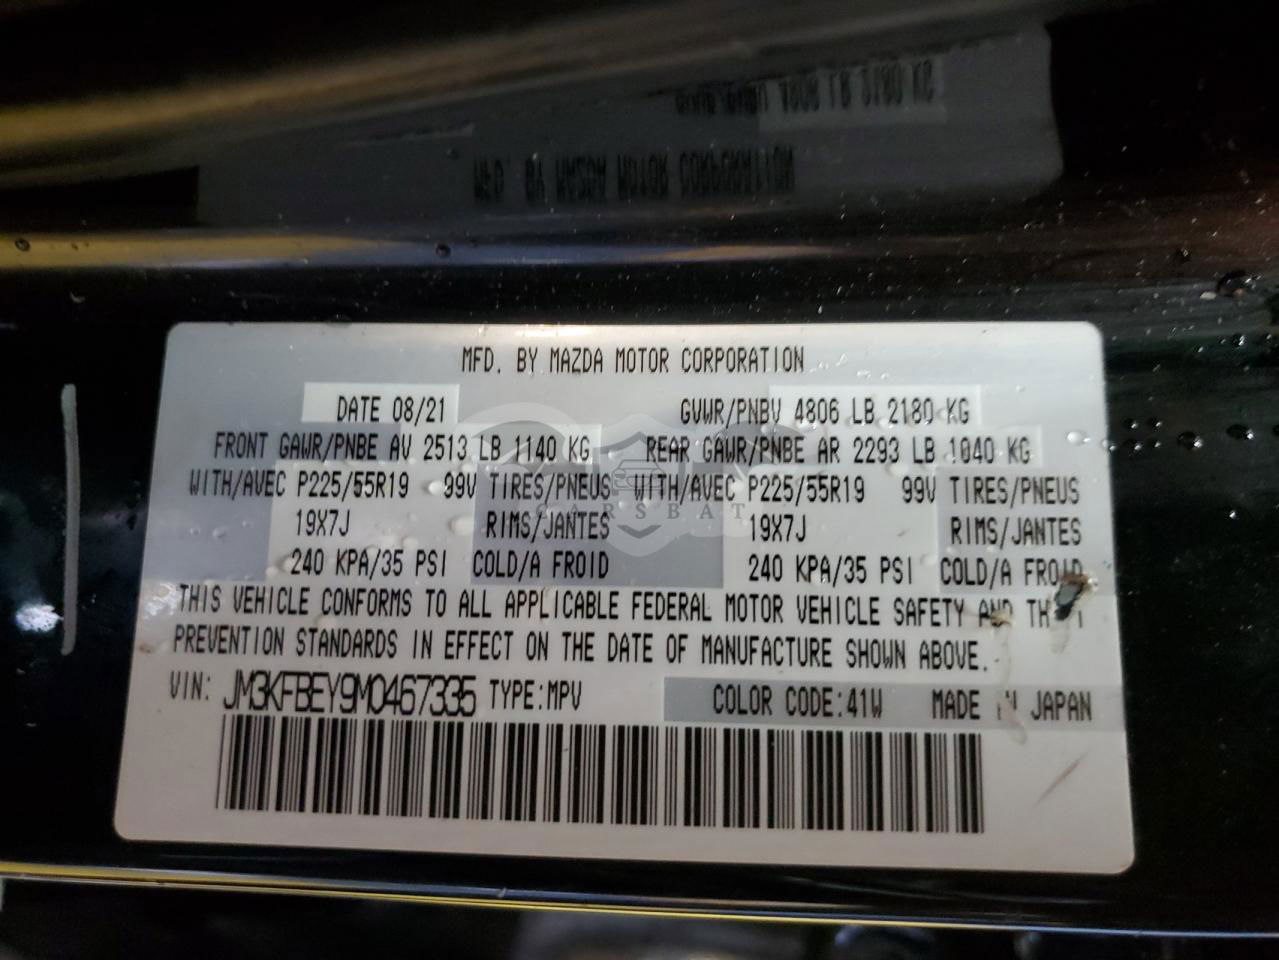 MFD. BY MAZDA MOTOR CORPORATION
DATE 08/21 GVWR/PNBV 4806 LB 2180 KG
FRONT GAWR/PNBE AV 2513 LB 1140 KG REAR GAWR/PNBE AR 2293 LB 1040 KG
WITH/AVEC P225/55R19 99V TIRES/PNEUS WITH/AVEC P225/55R19 99V TIRES/PNEUS
19X7J RIMS/JANTES 19X7J RIMS/JANTES
CARSBAT
240 KPA/35 PSI COLD/A FROID 240 KPA/35 PSI COLD/A FROID
THIS VEHICLE CONFORMS TO ALL APPLICABLE FEDERAL MOTOR VEHICLE SAFETY AND
PREVENTION STANDARDS IN EFFECT ON THE DATE OF MANUFACTURE SHOWN ABOVE.
VIN: JM3KFBEY9M0467335 TYPE:MPV COLOR CODE:41W MADE IN JAPAN